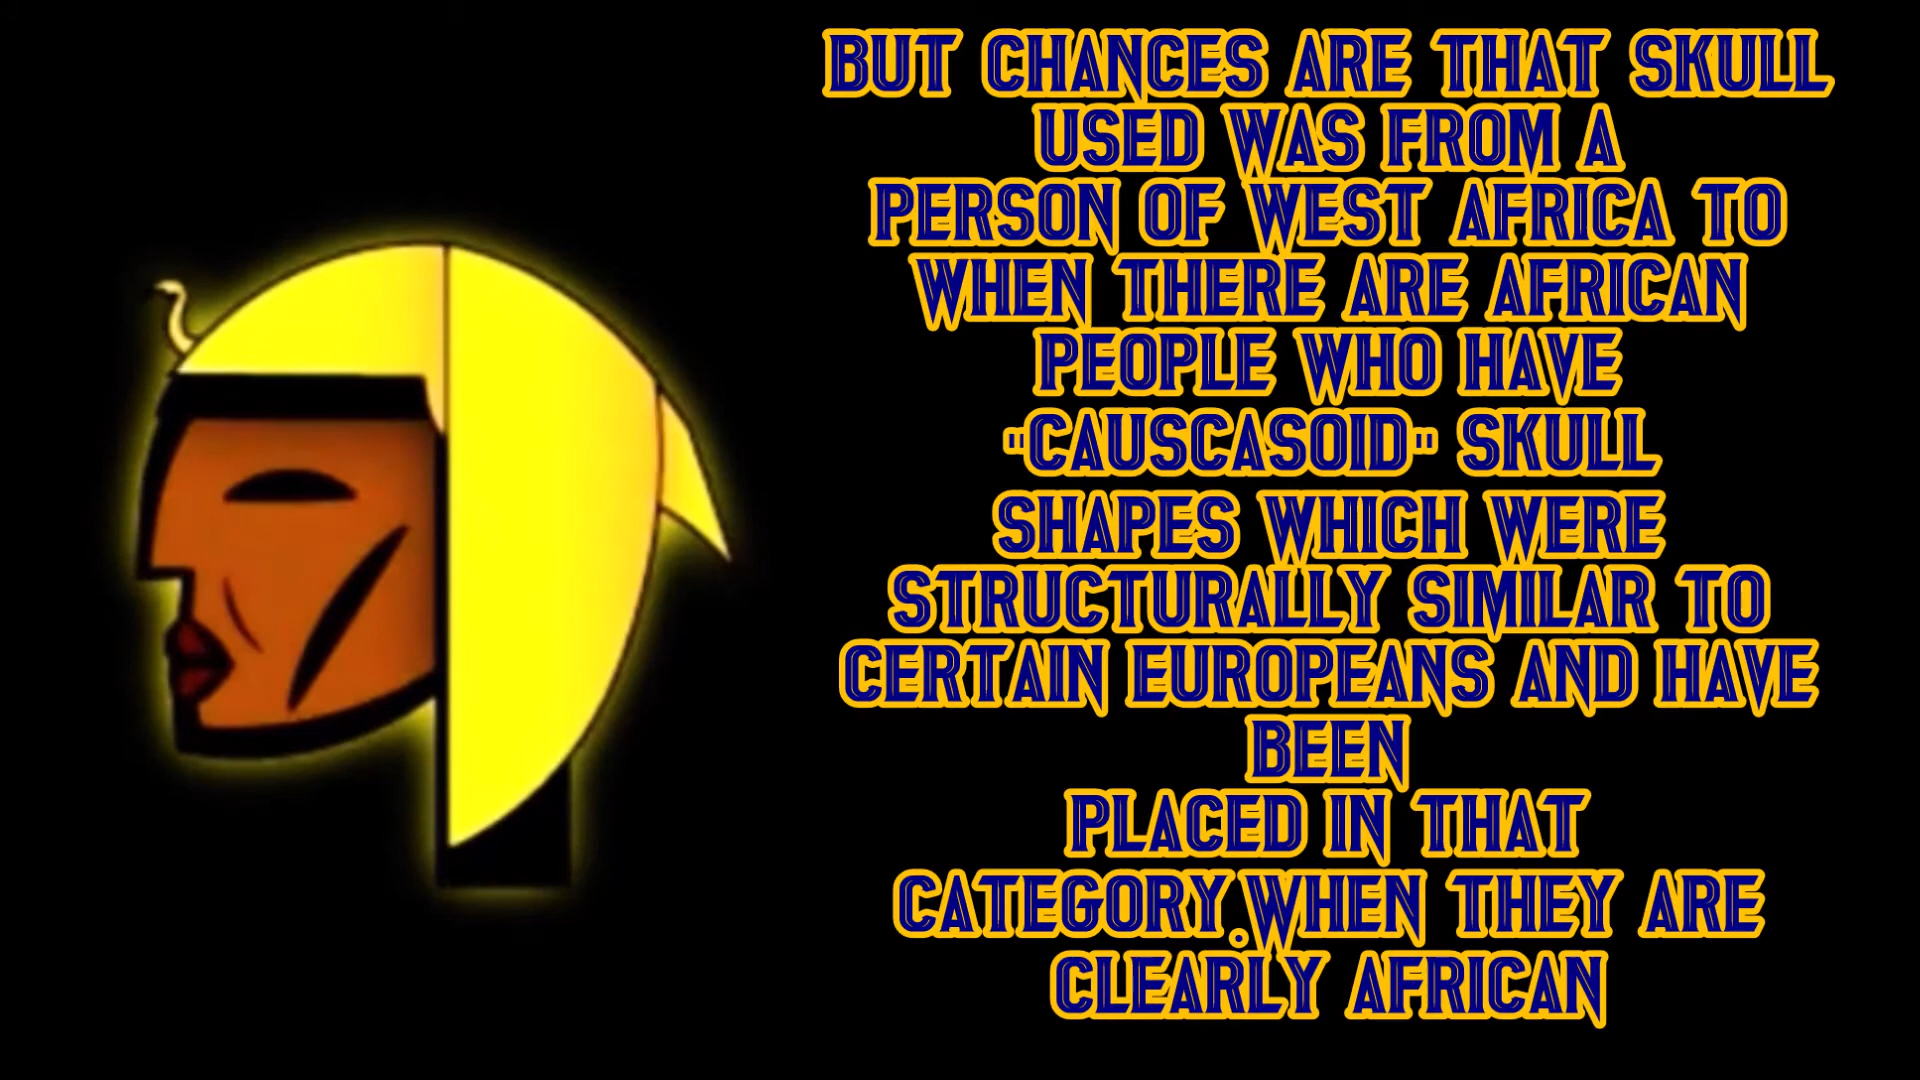 BUT CHANCES ARE THAT SKULL
USED WAS FROM A
PERSON OF WEST AFRICA TO
WHEN THERE ARE AFRICAN
PEOPLE WHO HAVE
"CAUSCASOID" SKULL
SHAPES WHICH WERE
STRUCTURALLY SIMILAR TO
CERTAIN EUROPEANS AND HAVE
BEEN
PLACED IN THAT
CATEGORY.WHEN THEY ARE
CLEARLY AFRICAN